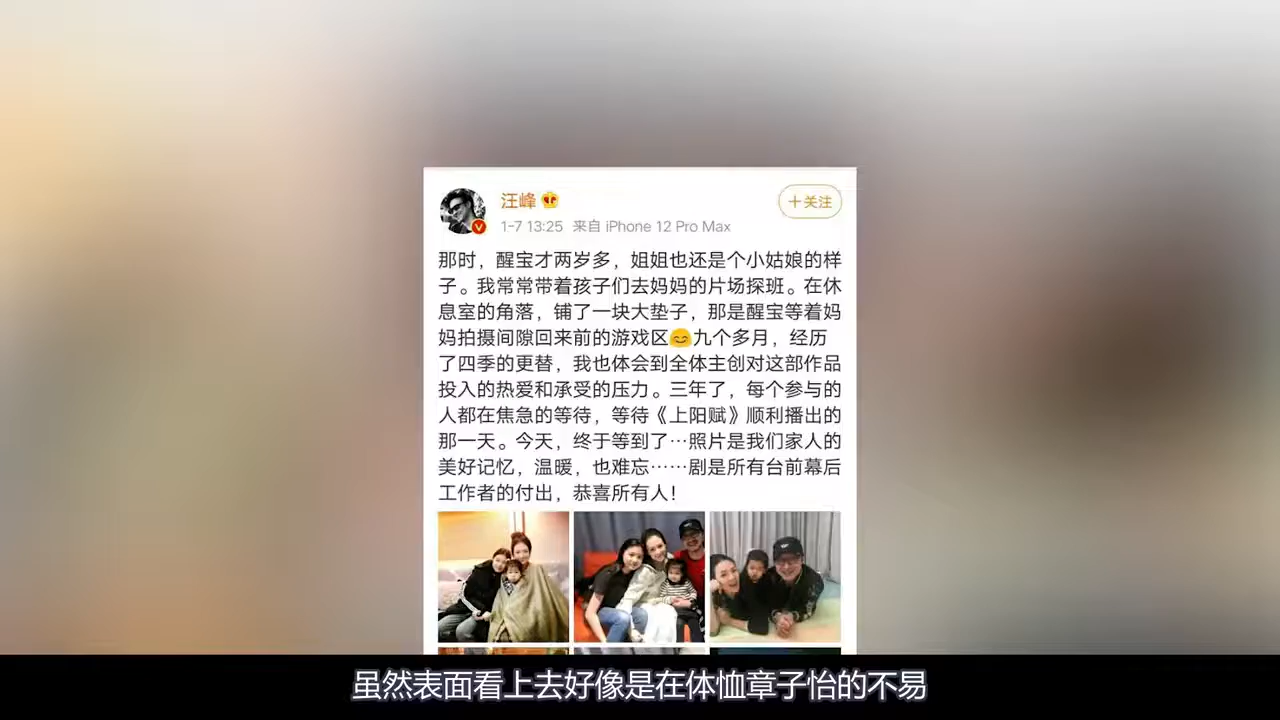 汪峰
+关注
1-7 13:25 来自 iPhone 12 Pro Max
那时，醒宝才两岁多，姐姐也还是个小姑娘的样
子。我常常带着孩子们去妈妈的片场探班。在休
息室的角落，铺了一块大垫子，那是醒宝等着妈
妈拍摄间隙回来前的游戏区😊九个多月，经历
了四季的更替，我也体会到全体主创对这部作品
投入的热爱和承受的压力。三年了，每个参与的
人都在焦急的等待，等待《上阳赋》顺利播出的
那一天。今天，终于等到了…照片是我们家人的
美好记忆，温暖，也难忘……剧是所有台前幕后
工作者的付出，恭喜所有人！
虽然表面看上去好像是在体恤章子怡的不易